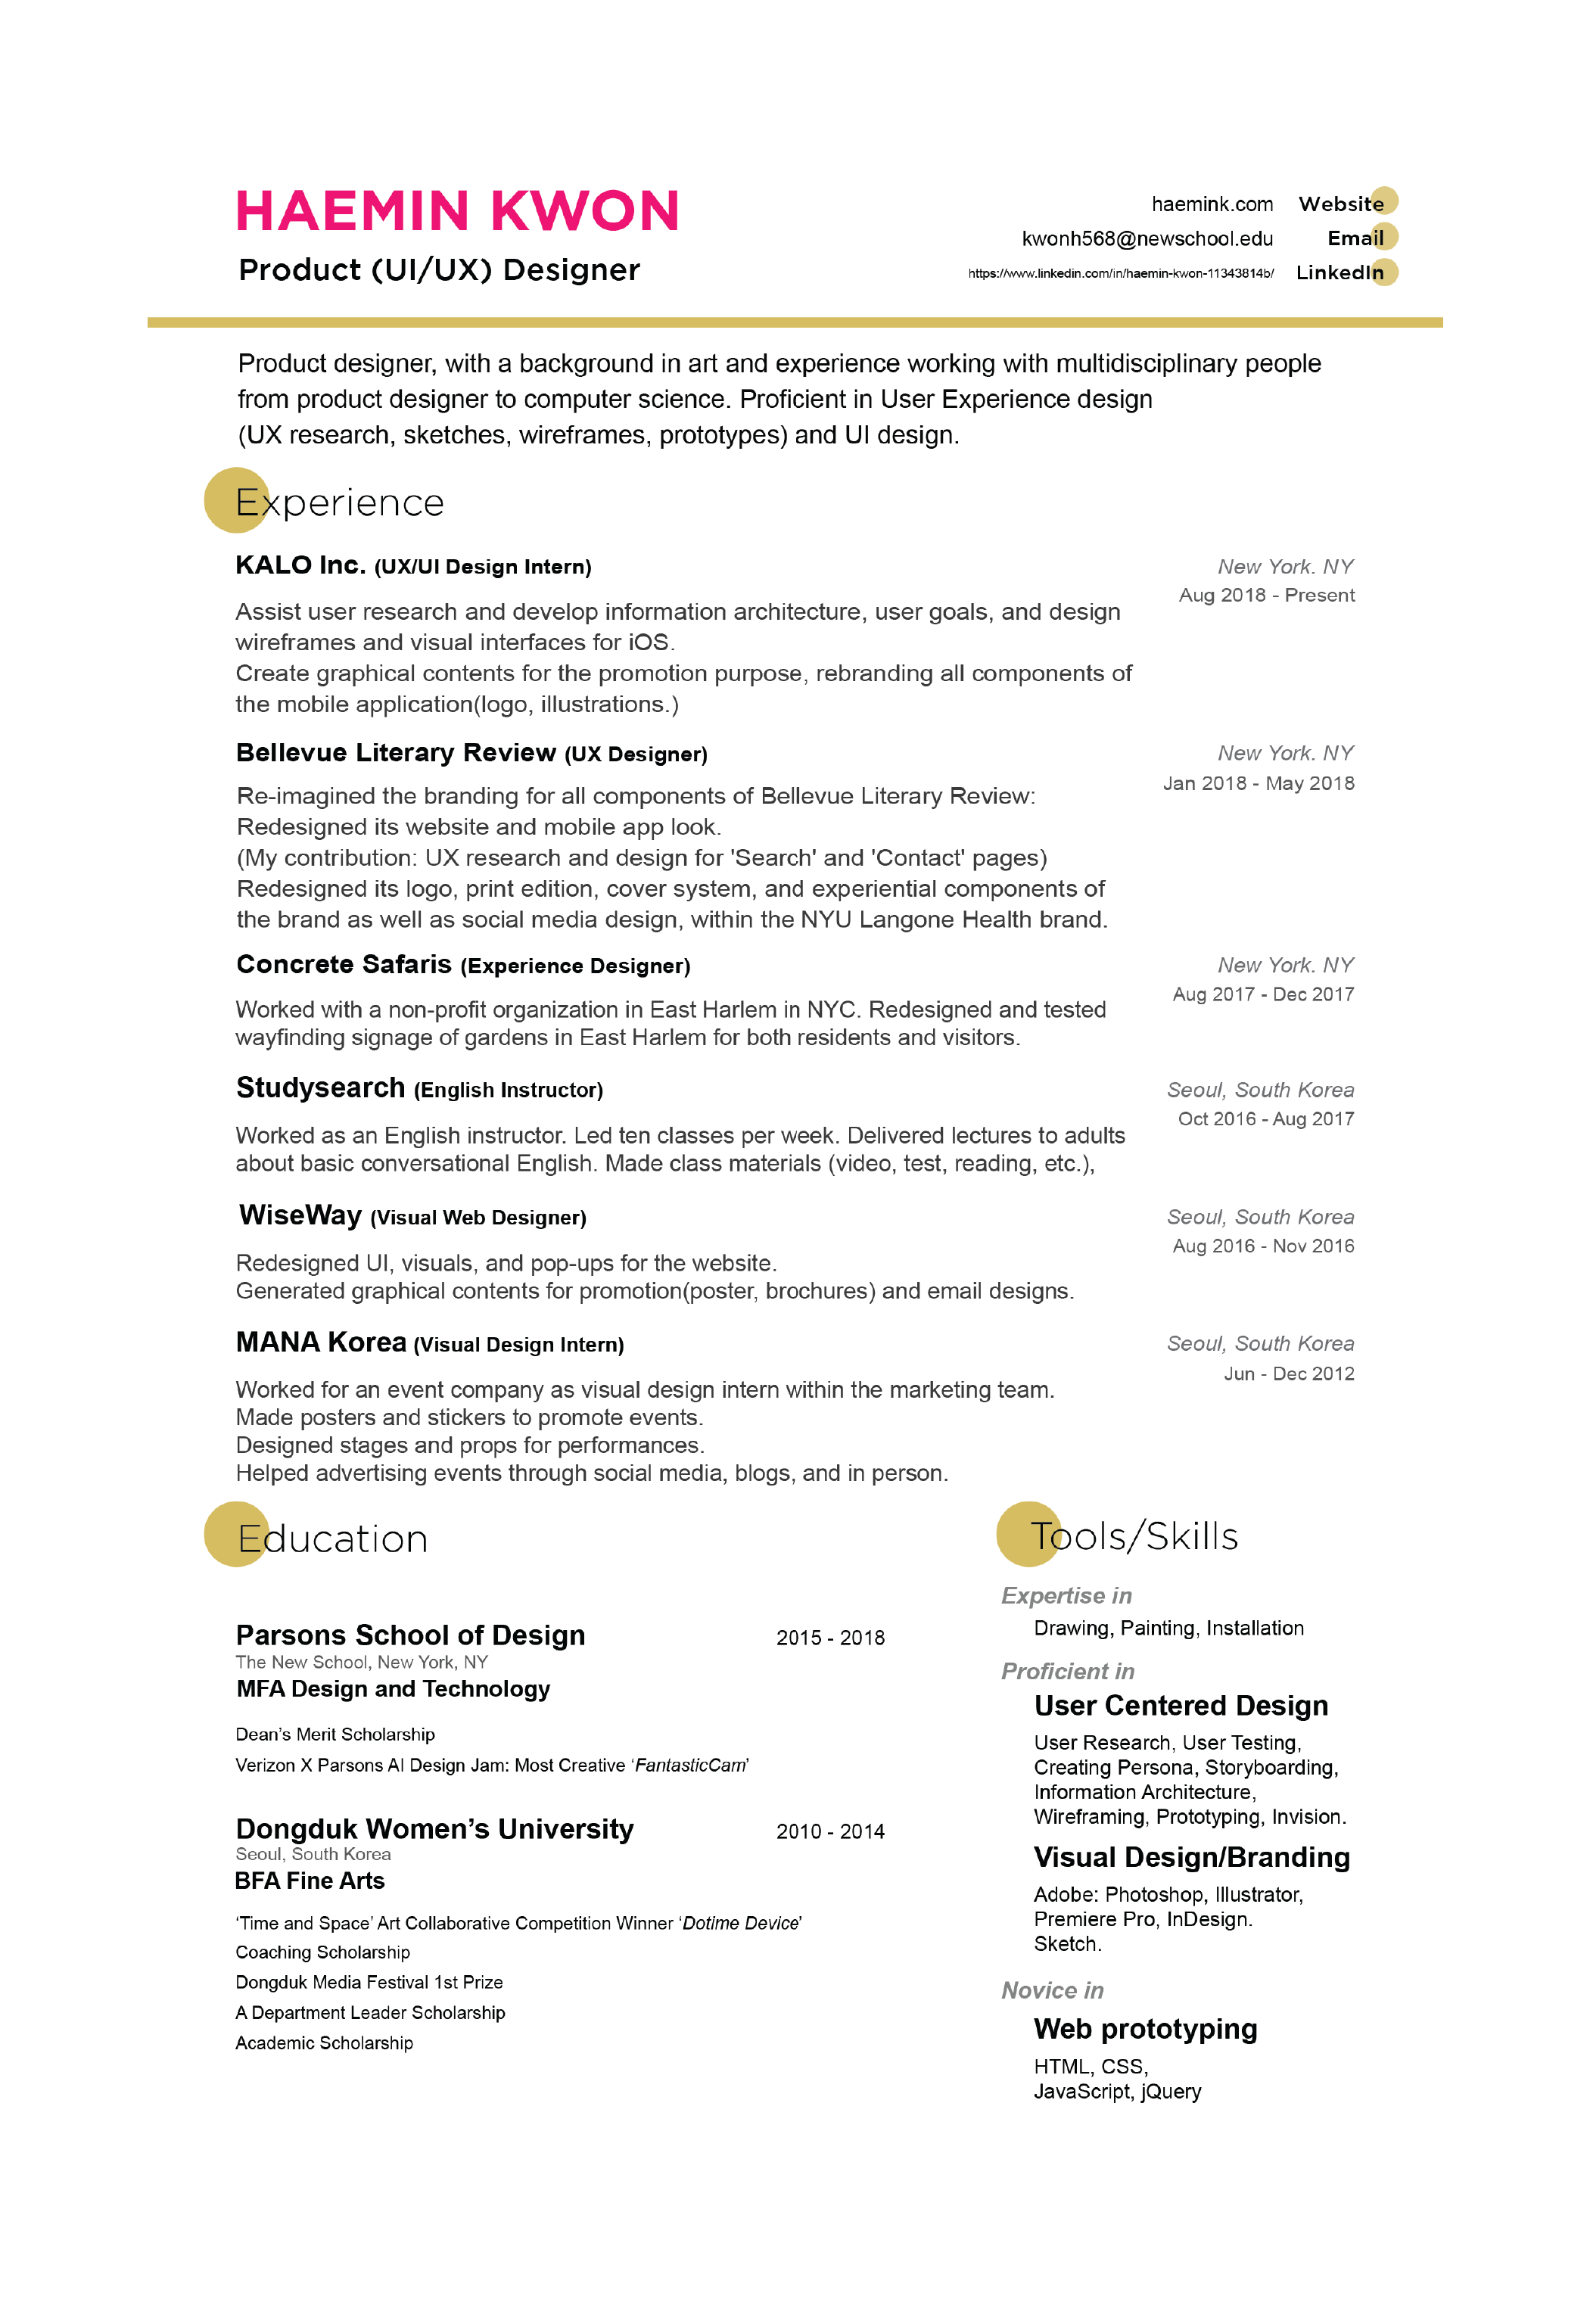 HAEMIN KWON
Product (UI/UX) Designer
haemink.com Website
kwonh568@newschool.edu Email
https://www.linkedin.com/in/haemin-kwon-11343814b/ LinkedIn
Product designer, with a background in art and experience working with multidisciplinary people
from product designer to computer science. Proficient in User Experience design
(UX research, sketches, wireframes, prototypes) and UI design.
Experience
KALO Inc. (UX/UI Design Intern)
New York. NY
Aug 2018 - Present
Assist user research and develop information architecture, user goals, and design
wireframes and visual interfaces for iOS.
Create graphical contents for the promotion purpose, rebranding all components of
the mobile application(logo, illustrations.)
Bellevue Literary Review (UX Designer)
New York. NY
Jan 2018 - May 2018
Re-imagined the branding for all components of Bellevue Literary Review:
Redesigned its website and mobile app look.
(My contribution: UX research and design for 'Search' and 'Contact' pages)
Redesigned its logo, print edition, cover system, and experiential components of
the brand as well as social media design, within the NYU Langone Health brand.
Concrete Safaris (Experience Designer)
New York. NY
Aug 2017 - Dec 2017
Worked with a non-profit organization in East Harlem in NYC. Redesigned and tested
wayfinding signage of gardens in East Harlem for both residents and visitors.
Studysearch (English Instructor)
Seoul, South Korea
Oct 2016 - Aug 2017
Worked as an English instructor. Led ten classes per week. Delivered lectures to adults
about basic conversational English. Made class materials (video, test, reading, etc.),
WiseWay (Visual Web Designer)
Seoul, South Korea
Aug 2016 - Nov 2016
Redesigned UI, visuals, and pop-ups for the website.
Generated graphical contents for promotion(poster, brochures) and email designs.
MANA Korea (Visual Design Intern)
Seoul, South Korea
Jun - Dec 2012
Worked for an event company as visual design intern within the marketing team.
Made posters and stickers to promote events.
Designed stages and props for performances.
Helped advertising events through social media, blogs, and in person.
Education
Parsons School of Design 2015 - 2018
The New School, New York, NY
MFA Design and Technology
Dean’s Merit Scholarship
Verizon X Parsons AI Design Jam: Most Creative ‘FantasticCam’
Dongduk Women’s University 2010 - 2014
Seoul, South Korea
BFA Fine Arts
‘Time and Space’ Art Collaborative Competition Winner ‘Dotime Device’
Coaching Scholarship
Dongduk Media Festival 1st Prize
A Department Leader Scholarship
Academic Scholarship
Tools/Skills
Expertise in
Drawing, Painting, Installation
Proficient in
User Centered Design
User Research, User Testing,
Creating Persona, Storyboarding,
Information Architecture,
Wireframing, Prototyping, Invision.
Visual Design/Branding
Adobe: Photoshop, Illustrator,
Premiere Pro, InDesign.
Sketch.
Novice in
Web prototyping
HTML, CSS,
JavaScript, jQuery